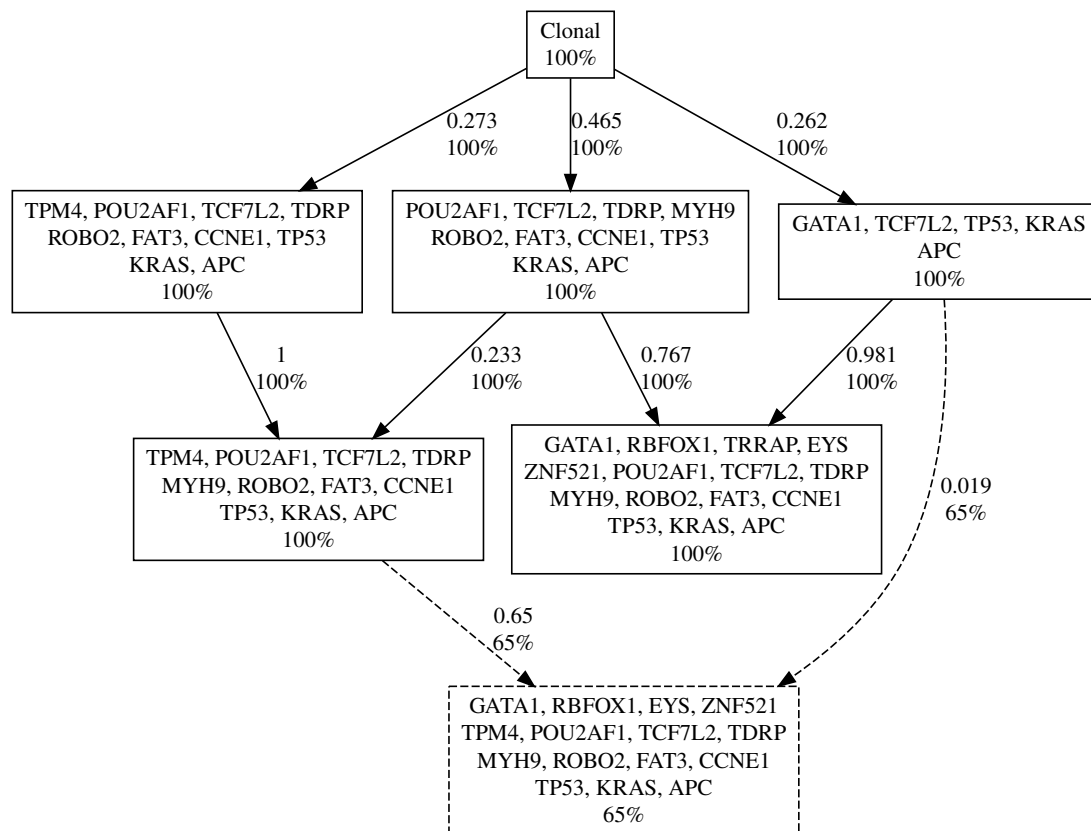 Clonal
100%
0.273
100%
0.465
100%
0.262
100%
TPM4, POU2AF1, TCF7L2, TDRP
ROBO2, FAT3, CCNE1, TP53
KRAS, APC
100%
POU2AF1, TCF7L2, TDRP, MYH9
ROBO2, FAT3, CCNE1, TP53
KRAS, APC
100%
GATA1, TCF7L2, TP53, KRAS
APC
100%
1
100%
0.233
100%
0.767
100%
0.981
100%
TPM4, POU2AF1, TCF7L2, TDRP
MYH9, ROBO2, FAT3, CCNE1
TP53, KRAS, APC
100%
GATA1, RBFOX1, TRRAP, EYS
ZNF521, POU2AF1, TCF7L2, TDRP
MYH9, ROBO2, FAT3, CCNE1
TP53, KRAS, APC
100%
0.019
65%
0.65
65%
GATA1, RBFOX1, EYS, ZNF521
TPM4, POU2AF1, TCF7L2, TDRP
MYH9, ROBO2, FAT3, CCNE1
TP53, KRAS, APC
65%